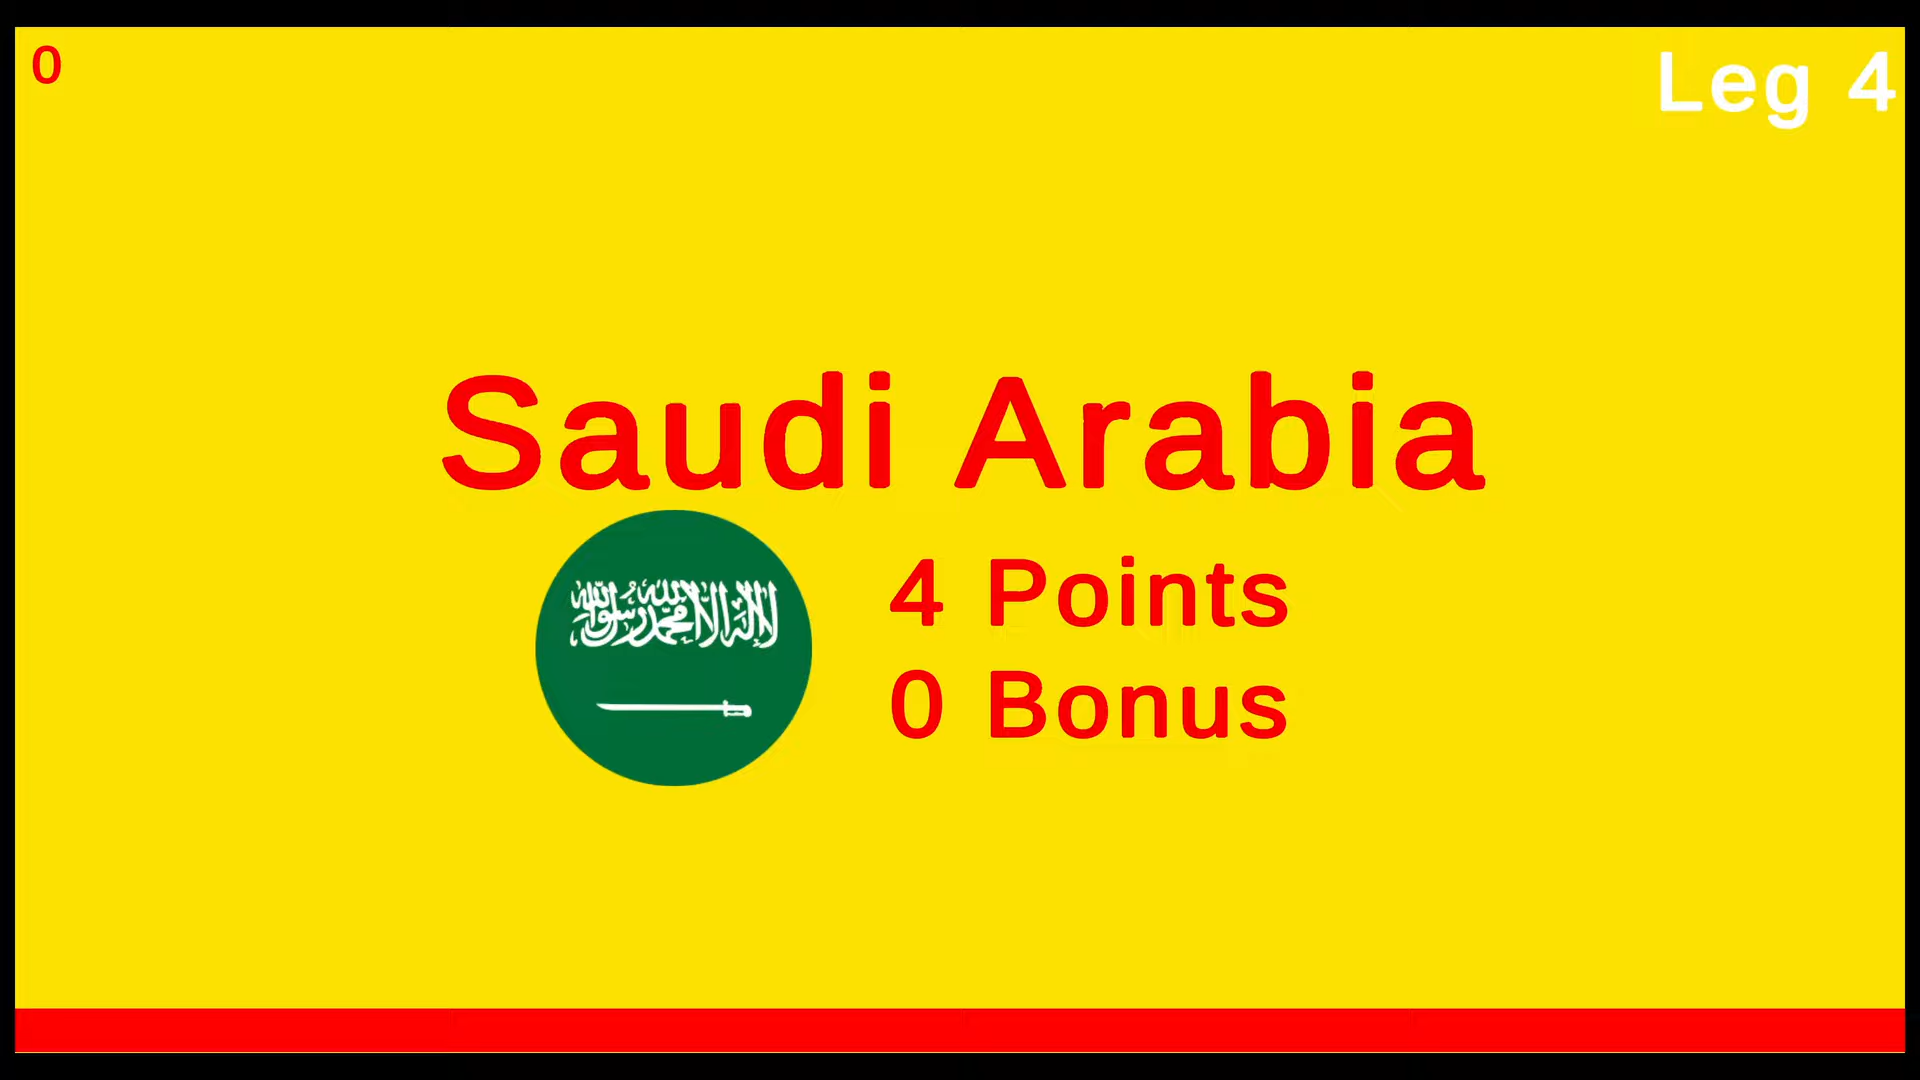 0
Leg 4
Saudi Arabia
لا إله إلا الله محمد رسول الله
4 Points
0 Bonus